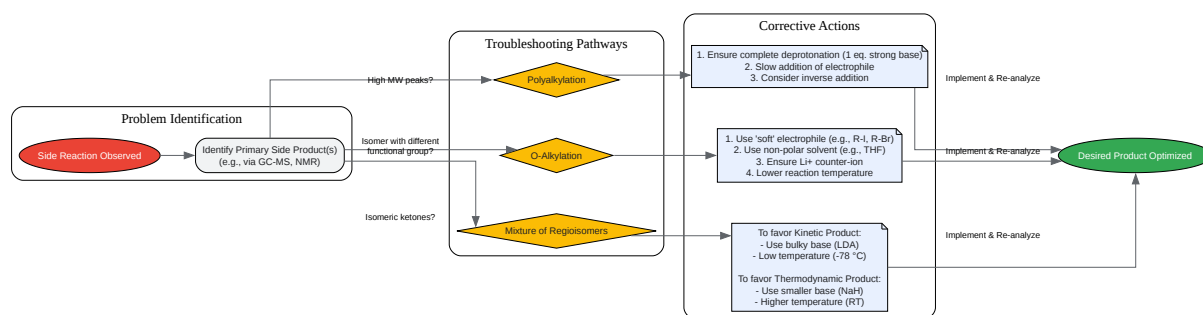 Problem Identification
Side Reaction Observed
Identify Primary Side Product(s)
(e.g., via GC-MS, NMR)
High MW peaks?
Isomer with different
functional group?
Isomeric ketones?
Troubleshooting Pathways
Polyalkylation
O-Alkylation
Mixture of Regioisomers
Corrective Actions
1. Ensure complete deprotonation (1 eq. strong base)
2. Slow addition of electrophile
3. Consider inverse addition
1. Use 'soft' electrophile (e.g., R-I, R-Br)
2. Use non-polar solvent (e.g., THF)
3. Ensure Li+ counter-ion
4. Lower reaction temperature
To favor Kinetic Product:
- Use bulky base (LDA)
- Low temperature (-78 °C)
To favor Thermodynamic Product:
- Use smaller base (NaH)
- Higher temperature (RT)
Implement & Re-analyze
Implement & Re-analyze
Implement & Re-analyze
Desired Product Optimized